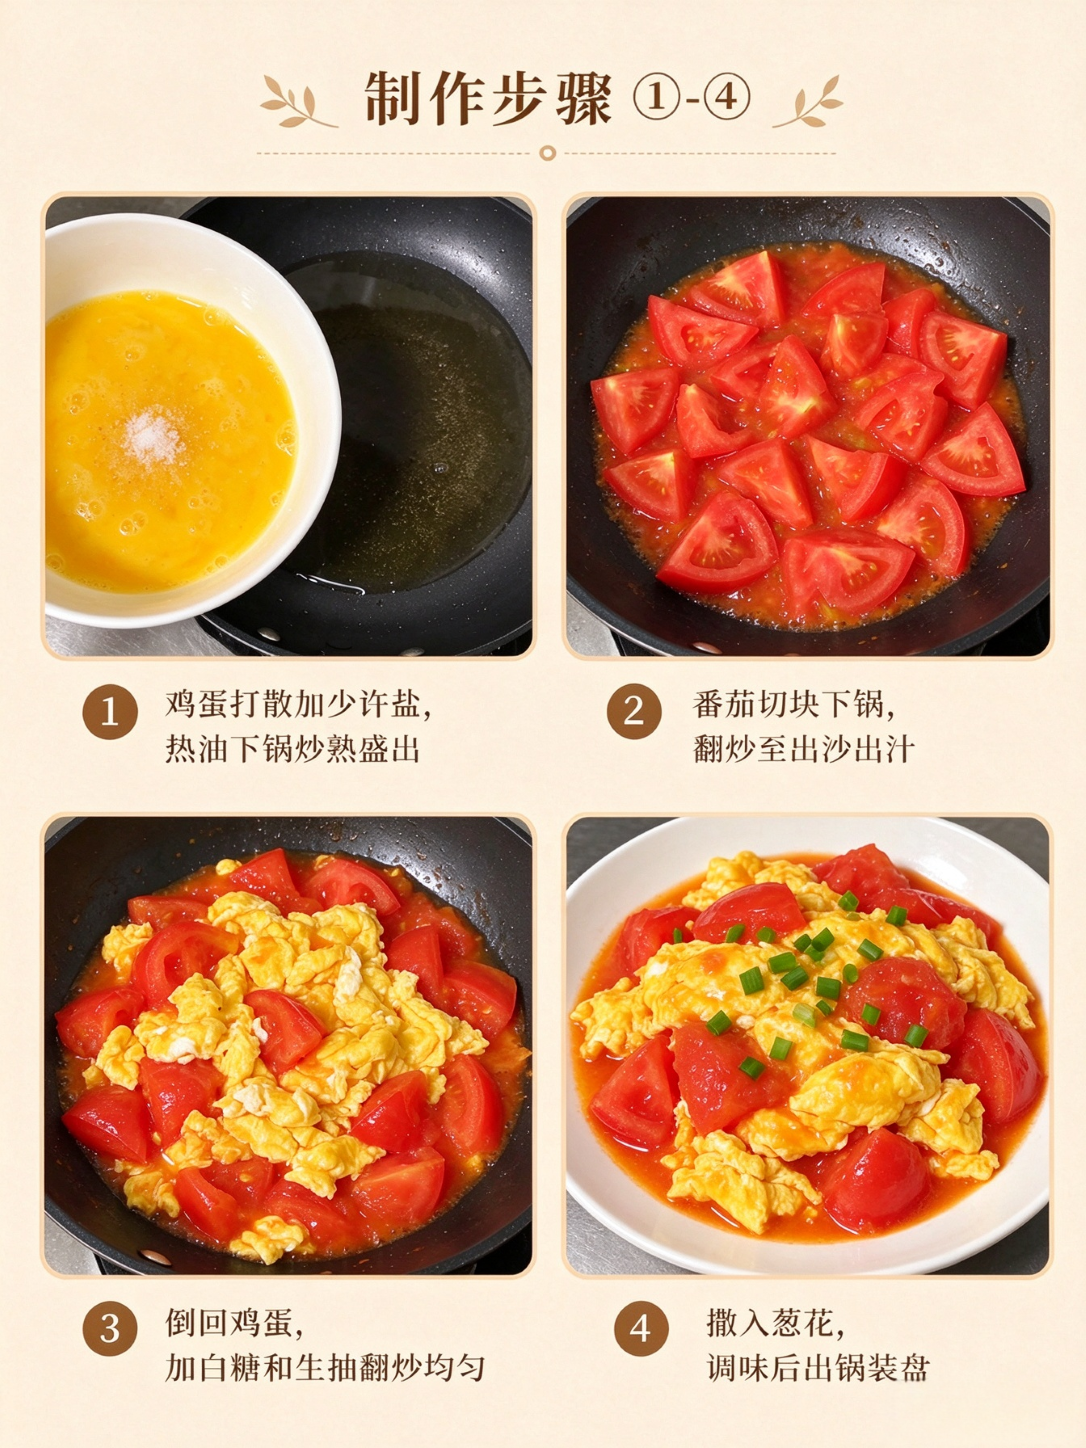 制作步骤 ①-④
1
鸡蛋打散加少许盐,
热油下锅炒熟盛出
2
番茄切块下锅,
翻炒至出沙出汁
3
倒回鸡蛋,
加白糖和生抽翻炒均匀
4
撒入葱花,
调味后出锅装盘